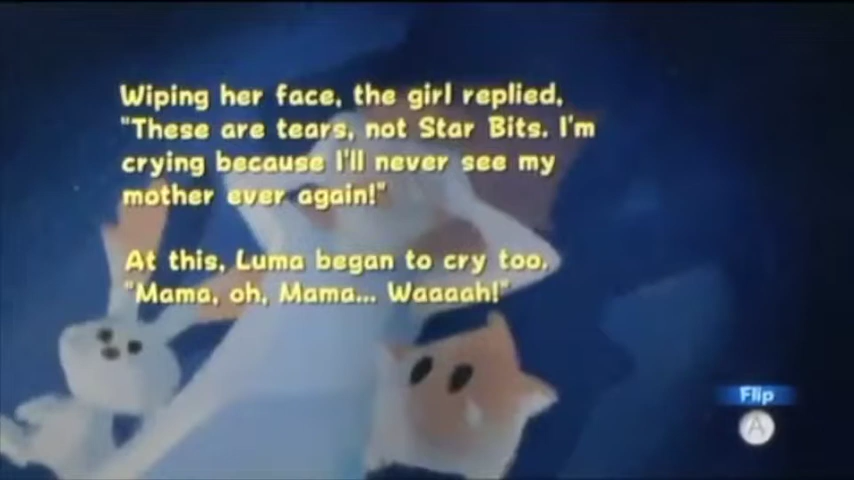 Wiping her face, the girl replied,
"These are tears, not Star Bits. I'm
crying because I'll never see my
mother ever again!"
At this, Luma began to cry too.
"Mama, oh, Mama... Waaaah!"
Flip
A